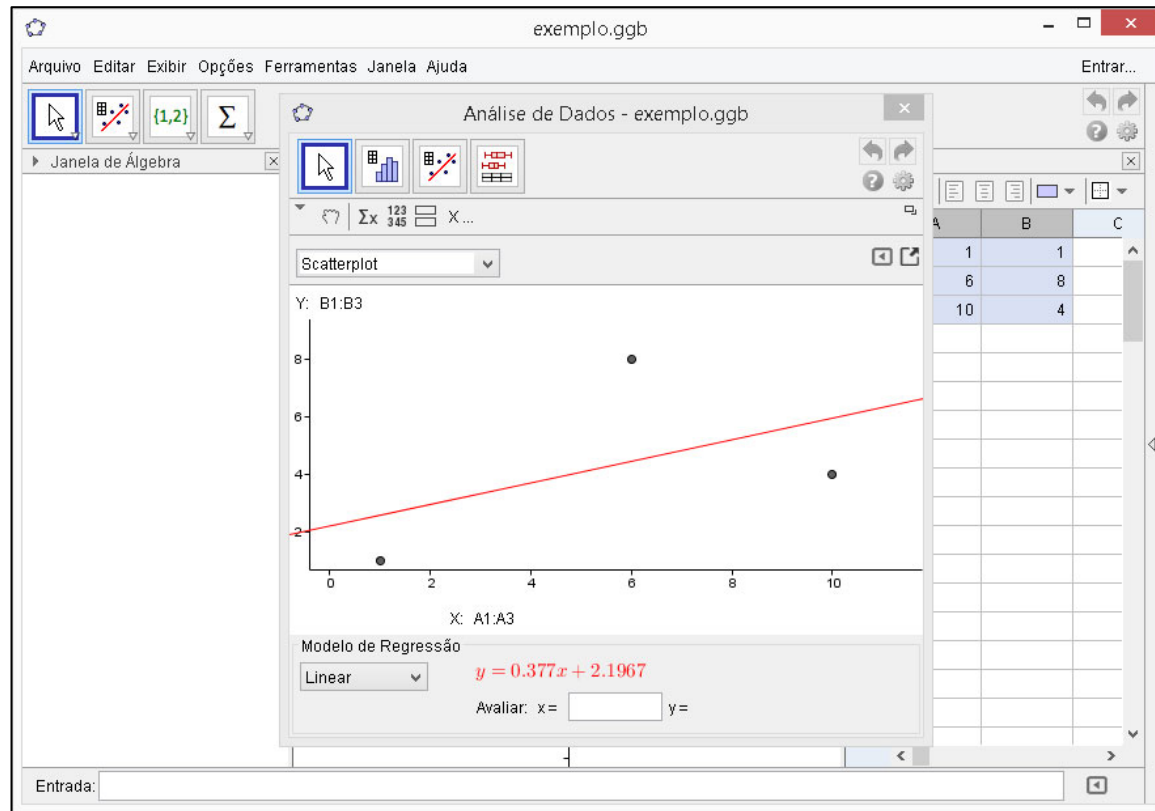 exemplo.ggb
Arquivo Editar Exibir Opções Ferramentas Janela Ajuda
Entrar...
{1,2} Σ
Janela de Álgebra
Análise de Dados - exemplo.ggb
Σx 123 345 X...
Scatterplot
Y: B1:B3
8
6
4
2
0 2 4 6 8 10
X: A1:A3
Modelo de Regressão
Linear
y = 0.377x + 2.1967
Avaliar: x = y =
A B C
1 1
6 8
10 4
Entrada: